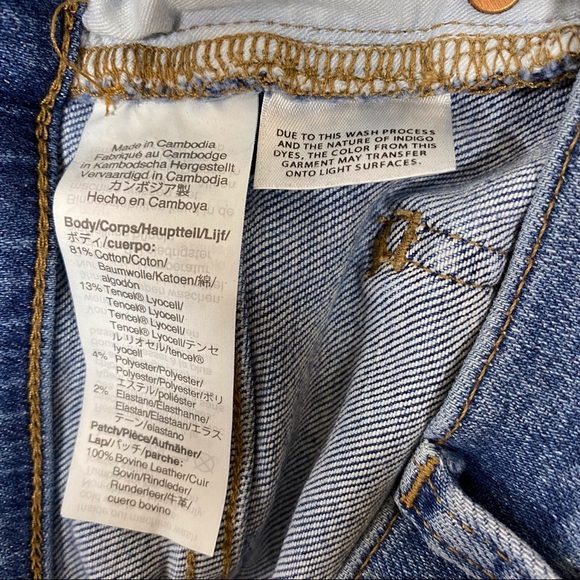 Made in Cambodia
Fabriqué au Cambodge
in Kambodscha Hergestellt
Vervaardigd in Cambodja
カンボジア製
Hecho en Camboya
Body/Corps/Hauptteil/Lijf/
ボディ/cuerpo:
81% Cotton/Coton/
Baumwolle/Katoen/綿/
algodón
13% Tencel® Lyocell/
Tencel® Lyocell/
Tencel® Lyocell/
Tencel® Lyocell/テンセ
ル リオセル/tencel®
lyocell
4% Polyester/Polyester/
Polyester/Polyester/ポリ
エステル/poliéster
2% Elastane/Elasthanne/
Elastan/Elastaan/エラス
テーン/elastano
Patch/Pièce/Aufnäher/
Lap/パッチ/parche:
100% Bovine Leather/Cuir
Bovin/Rindleder/
Runderleer/牛革/
cuero bovino
DUE TO THIS WASH PROCESS
AND THE NATURE OF INDIGO
DYES, THE COLOR FROM THIS
GARMENT MAY TRANSFER
ONTO LIGHT SURFACES.